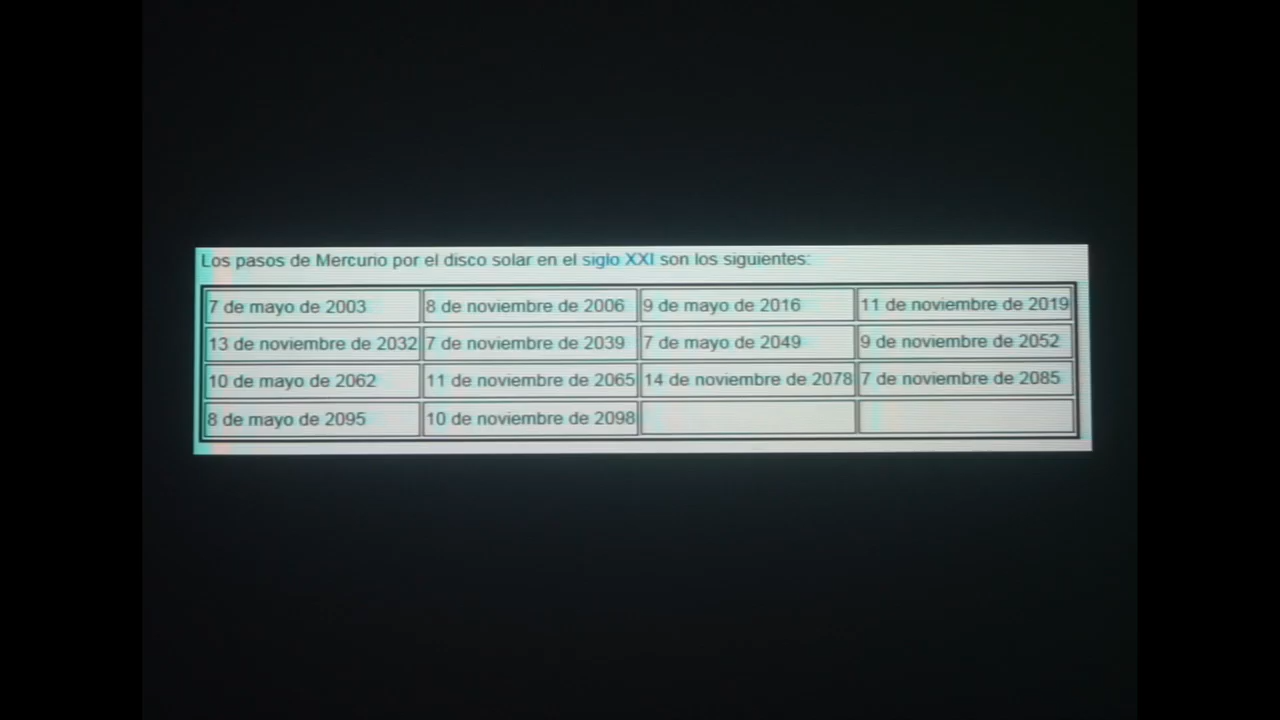 Los pasos de Mercurio por el disco solar en el siglo XXI son los siguientes:
7 de mayo de 2003 8 de noviembre de 2006 9 de mayo de 2016 11 de noviembre de 2019
13 de noviembre de 2032 7 de noviembre de 2039 7 de mayo de 2049 9 de noviembre de 2052
10 de mayo de 2062 11 de noviembre de 2065 14 de noviembre de 2078 7 de noviembre de 2085
8 de mayo de 2095 10 de noviembre de 2098